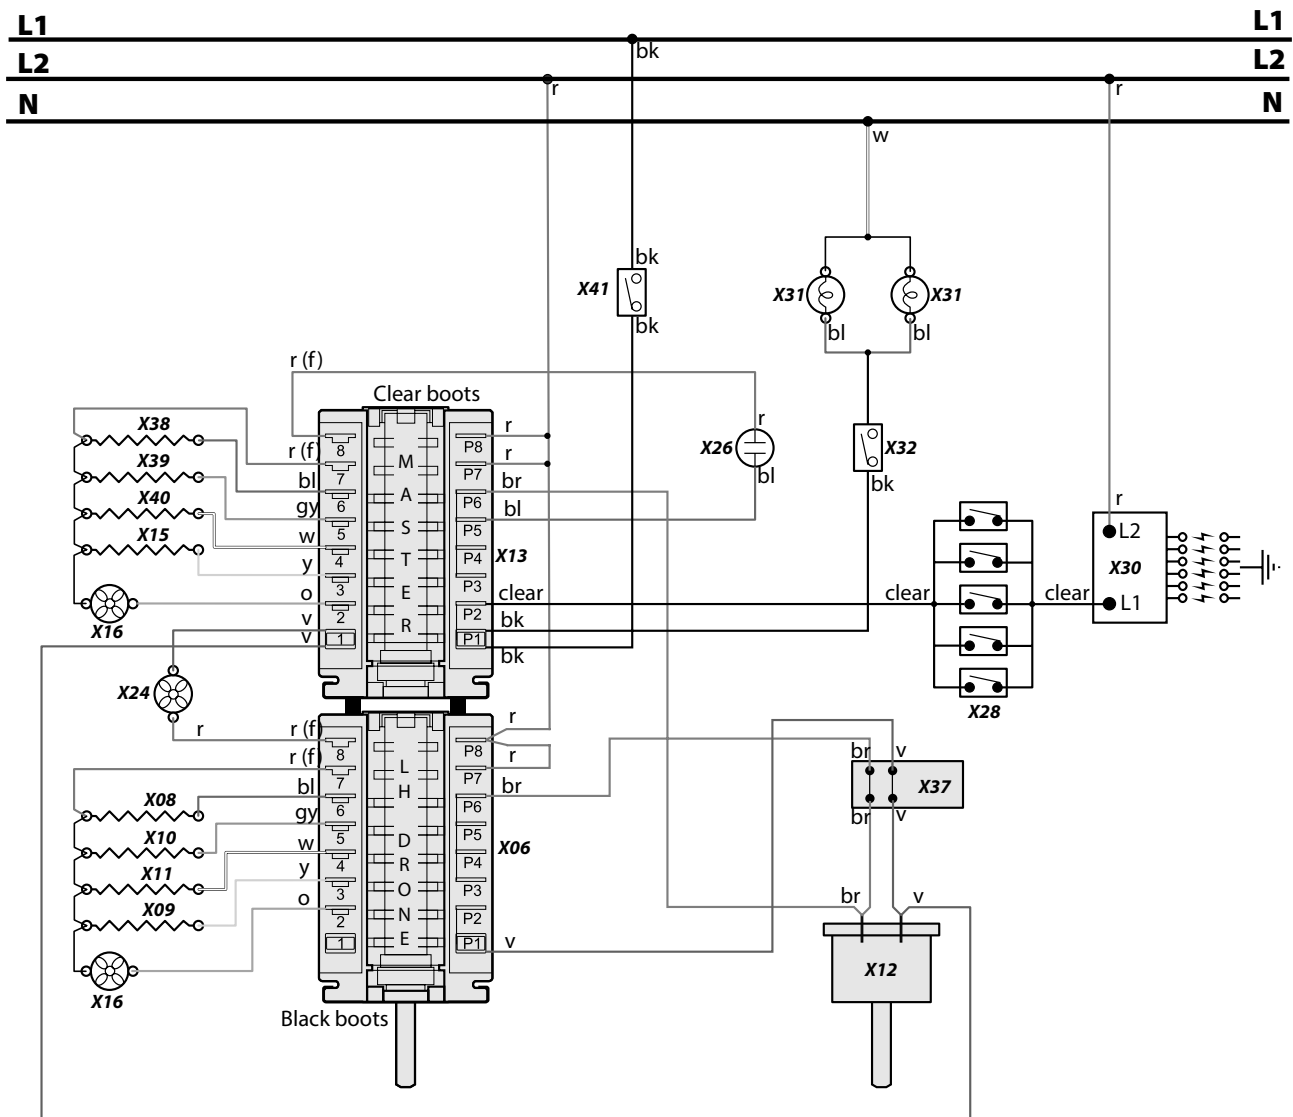 L1 L1
bk
L2 L2
r r
N N
w
bk
X41
bk
X31 X31
bl bl
r (f)
Clear boots
X38
r (f)
X39
bl
X40
gy
X15
w
y
o
X16
v
v
8
7
6
5
4
3
2
1
MASTER
P8
P7
P6
P5
P4
P3
P2
P1
r
r
br
bl
X13
clear
bk
bk
r
X26
bl
X32
bk
clear
X28
clear
r
L2
X30
L1
X24
r
r (f)
r (f)
X08
bl
X10
gy
X11
w
y
X09
o
X16
8
7
6
5
4
3
2
1
LH DRONE
P8
P7
P6
P5
P4
P3
P2
P1
r
r
br
X06
v
Black boots
br v
X37
br v
br v
X12